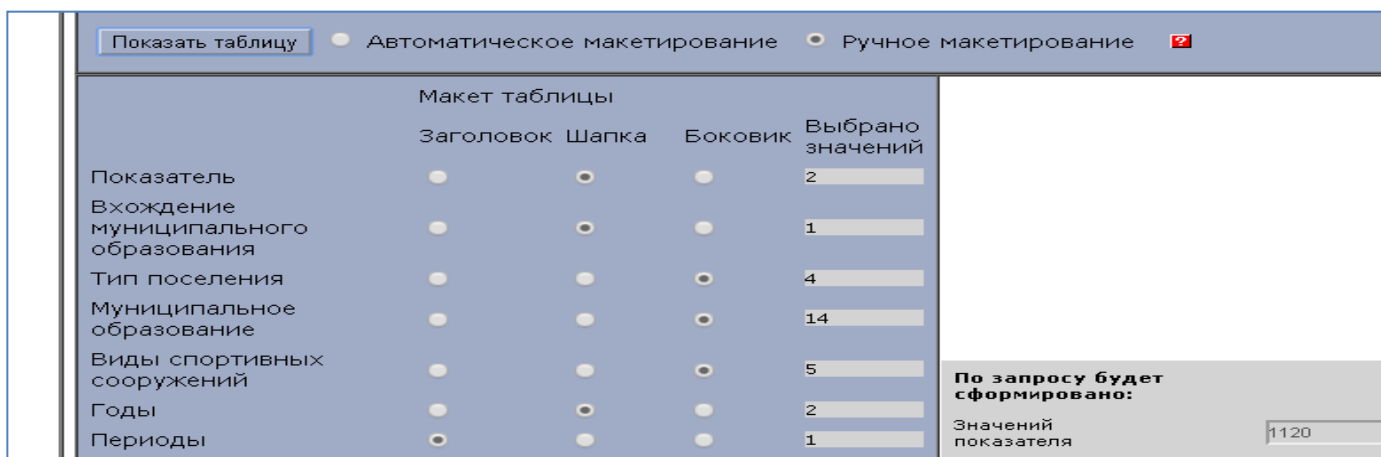 Показать таблицу Автоматическое макетирование Ручное макетирование ?
Макет таблицы
Заголовок Шапка Боковик Выбрано значений
Показатель 2
Вхождение
муниципального 1
образования
Тип поселения 4
Муниципальное
образование 14
Виды спортивных
сооружений 5
Годы 2
Периоды 1
По запросу будет
сформировано:
Значений
показателя 1120